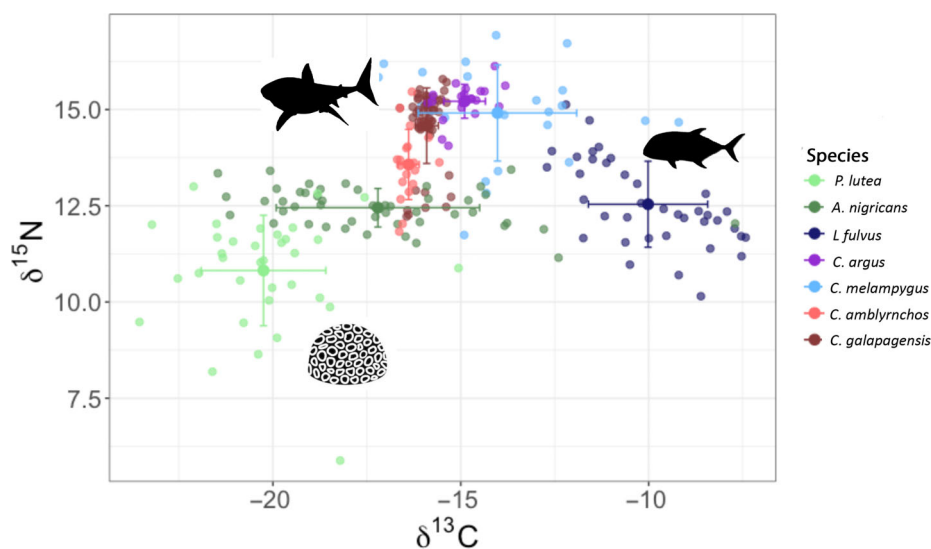 δ15N
15.0
12.5
10.0
7.5
−20
−15
−10
δ13C
Species
P. lutea
A. nigricans
L fulvus
C. argus
C. melampygus
C. amblyrnchos
C. galapagensis